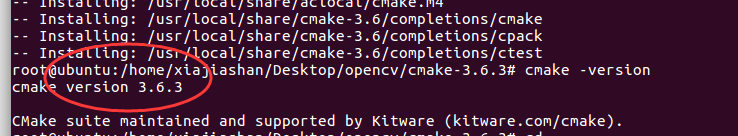 -- Installing: /usr/local/share/aclocal/cmake.m4
-- Installing: /usr/local/share/cmake-3.6/completions/cmake
-- Installing: /usr/local/share/cmake-3.6/completions/cpack
-- Installing: /usr/local/share/cmake-3.6/completions/ctest
root@ubuntu:/home/xiajiashan/Desktop/opencv/cmake-3.6.3# cmake -version
cmake version 3.6.3
CMake suite maintained and supported by Kitware (kitware.com/cmake).
root@ubuntu:/home/xiajiashan/Desktop/opencv/cmake-3.6.3# cd